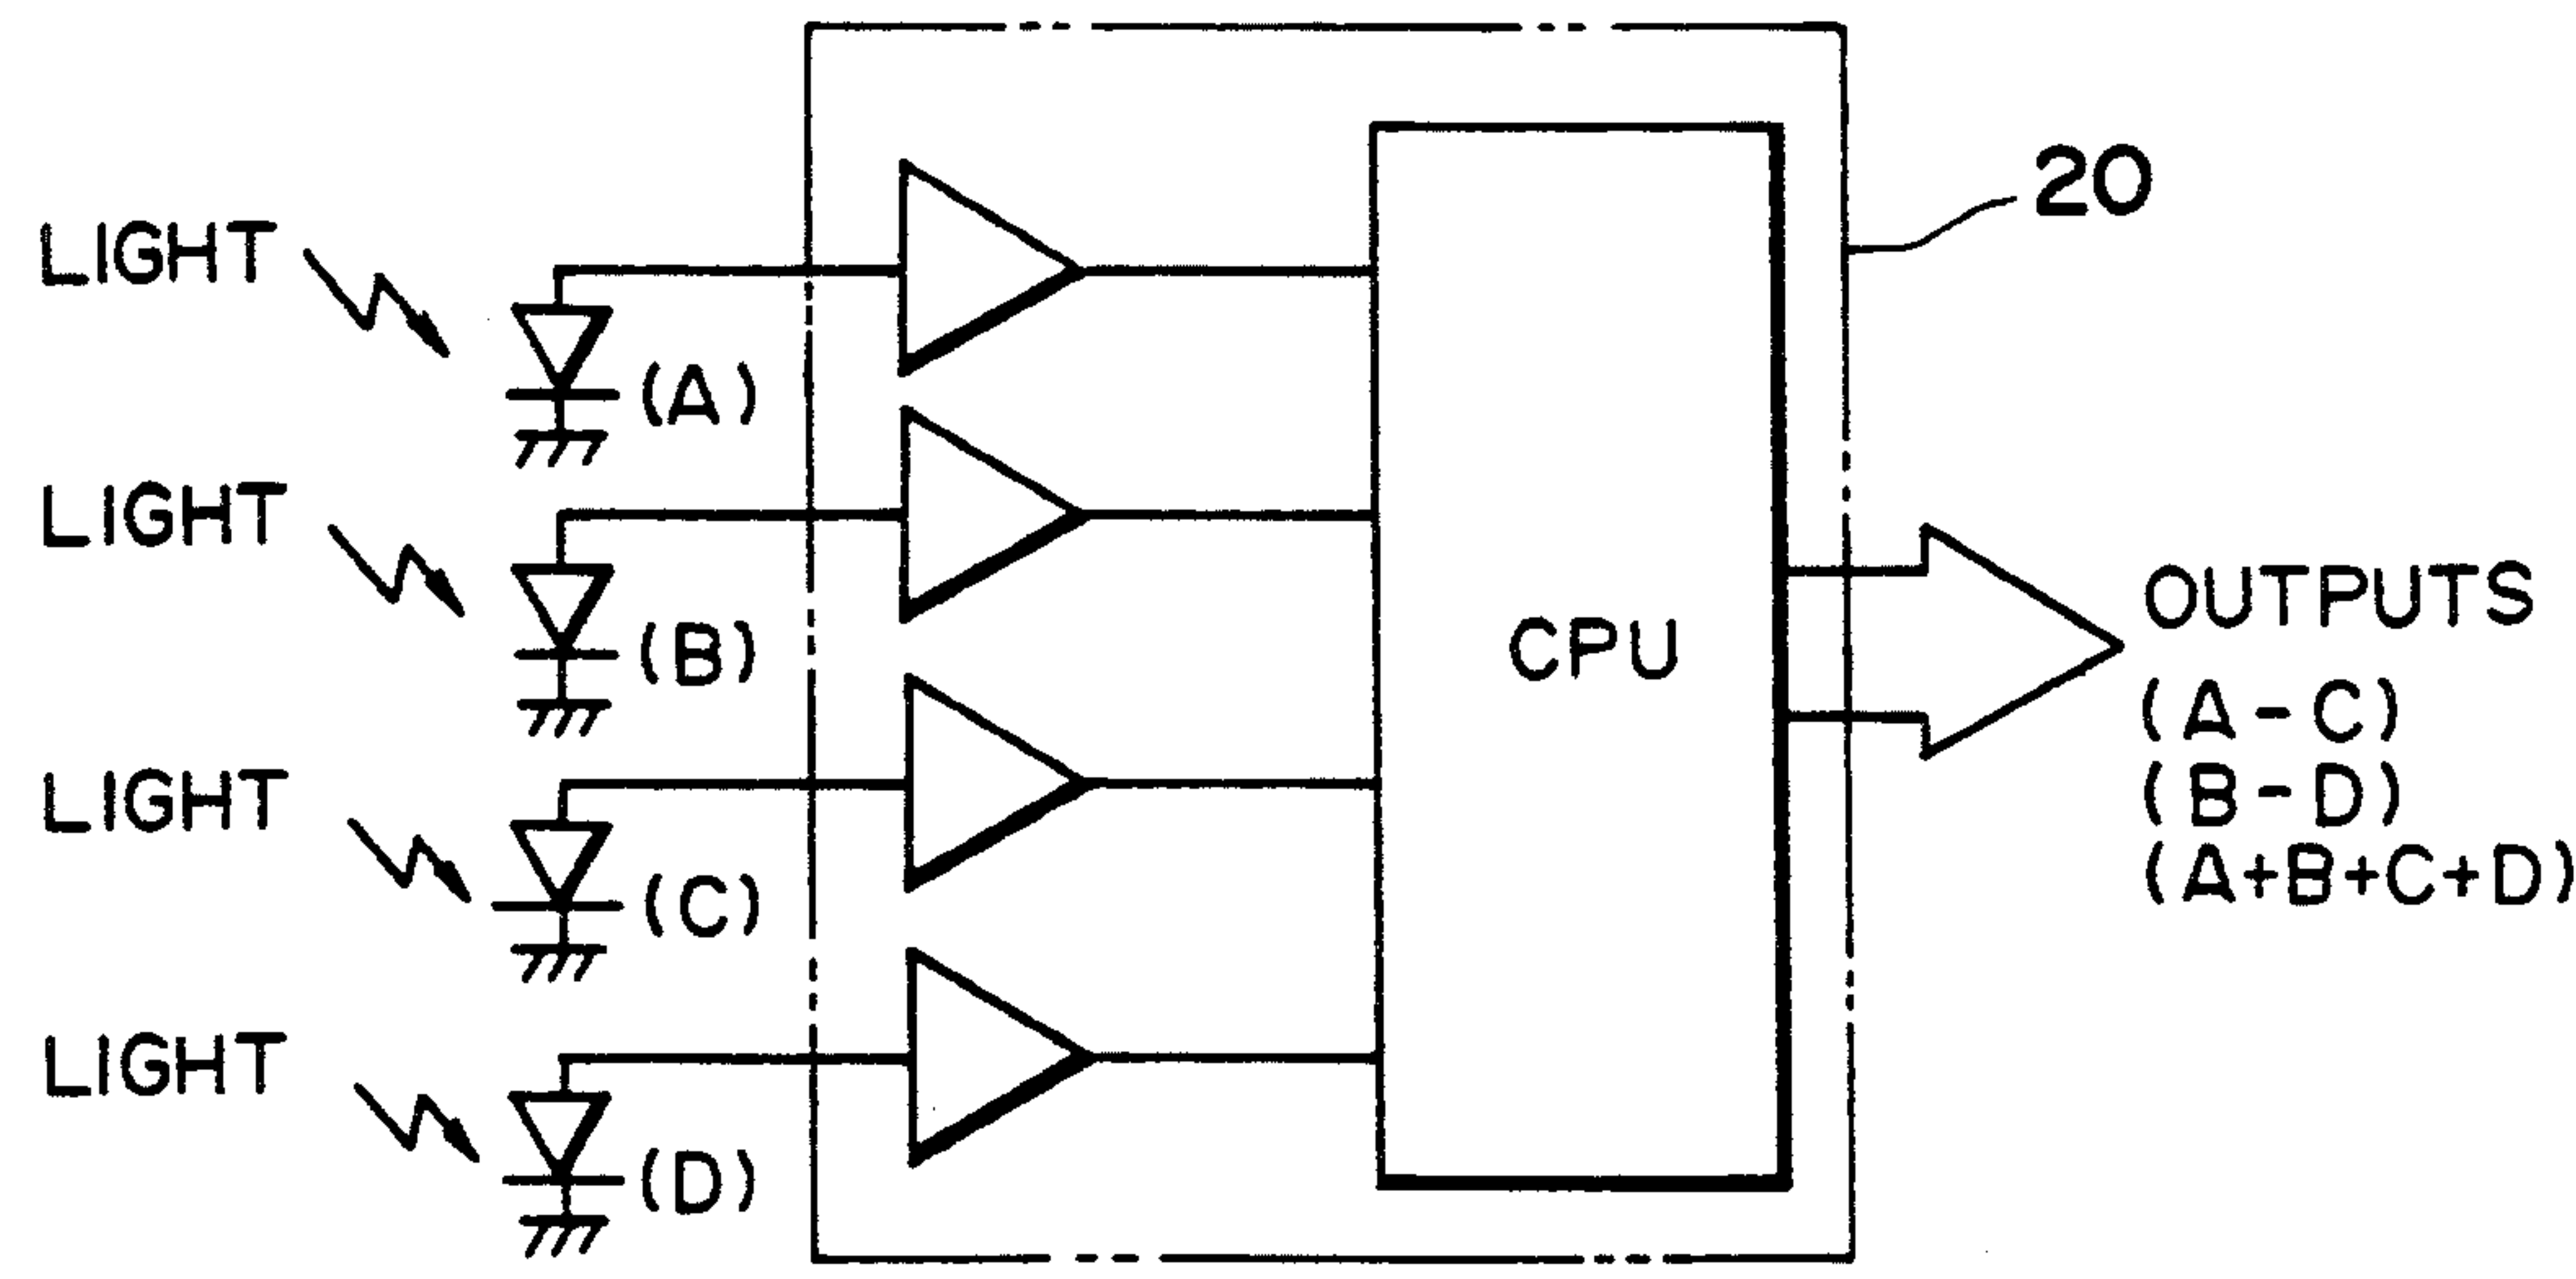 20
LIGHT
(A)
LIGHT
(B)
LIGHT
(C)
LIGHT
(D)
CPU
OUTPUTS
(A-C)
(B-D)
(A+B+C+D)